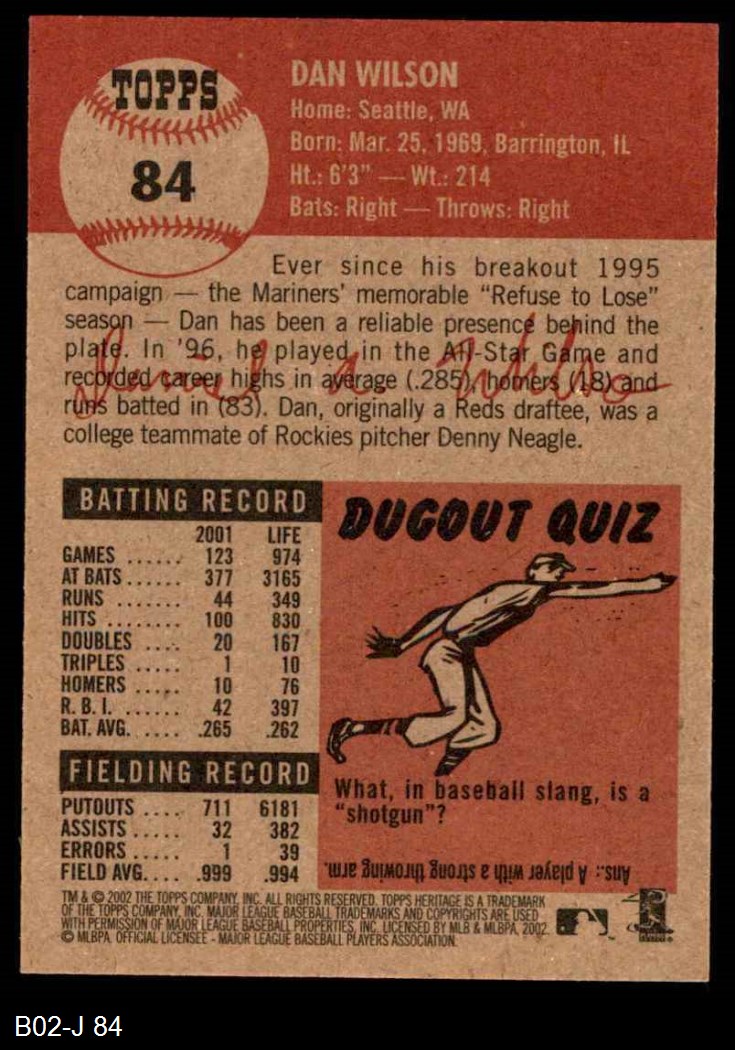 TOPPS
84
DAN WILSON
Home: Seattle, WA
Born: Mar. 25, 1969, Barrington, IL
Ht.: 6'3" — Wt.: 214
Bats: Right — Throws: Right
Ever since his breakout 1995
campaign — the Mariners' memorable "Refuse to Lose"
season — Dan has been a reliable presence behind the
plate. In '96, he played in the All-Star Game and
recorded career highs in average (.285), homers (18) and
runs batted in (83). Dan, originally a Reds draftee, was a
college teammate of Rockies pitcher Denny Neagle.
Daniel A. Wilson
BATTING RECORD
2001 LIFE
GAMES ...... 123 974
AT BATS ...... 377 3165
RUNS ....... 44 349
HITS ......... 100 830
DOUBLES .... 20 167
TRIPLES ..... 1 10
HOMERS ..... 10 76
R. B. I. ...... 42 397
BAT. AVG. .... .265 .262
FIELDING RECORD
PUTOUTS .... 711 6181
ASSISTS ..... 32 382
ERRORS ..... 1 39
FIELD AVG.... .999 .994
DUGOUT QUIZ
What, in baseball slang, is a
"shotgun"?
Ans.: A player with a strong throwing arm.
TM & © 2002 THE TOPPS COMPANY, INC. ALL RIGHTS RESERVED. TOPPS HERITAGE IS A TRADEMARK
OF THE TOPPS COMPANY, INC. MAJOR LEAGUE BASEBALL TRADEMARKS AND COPYRIGHTS ARE USED
WITH PERMISSION OF MAJOR LEAGUE BASEBALL PROPERTIES, INC. LICENSED BY MLB & MLBPA, 2002
© MLBPA. OFFICIAL LICENSEE - MAJOR LEAGUE BASEBALL PLAYERS ASSOCIATION.
B02-J 84